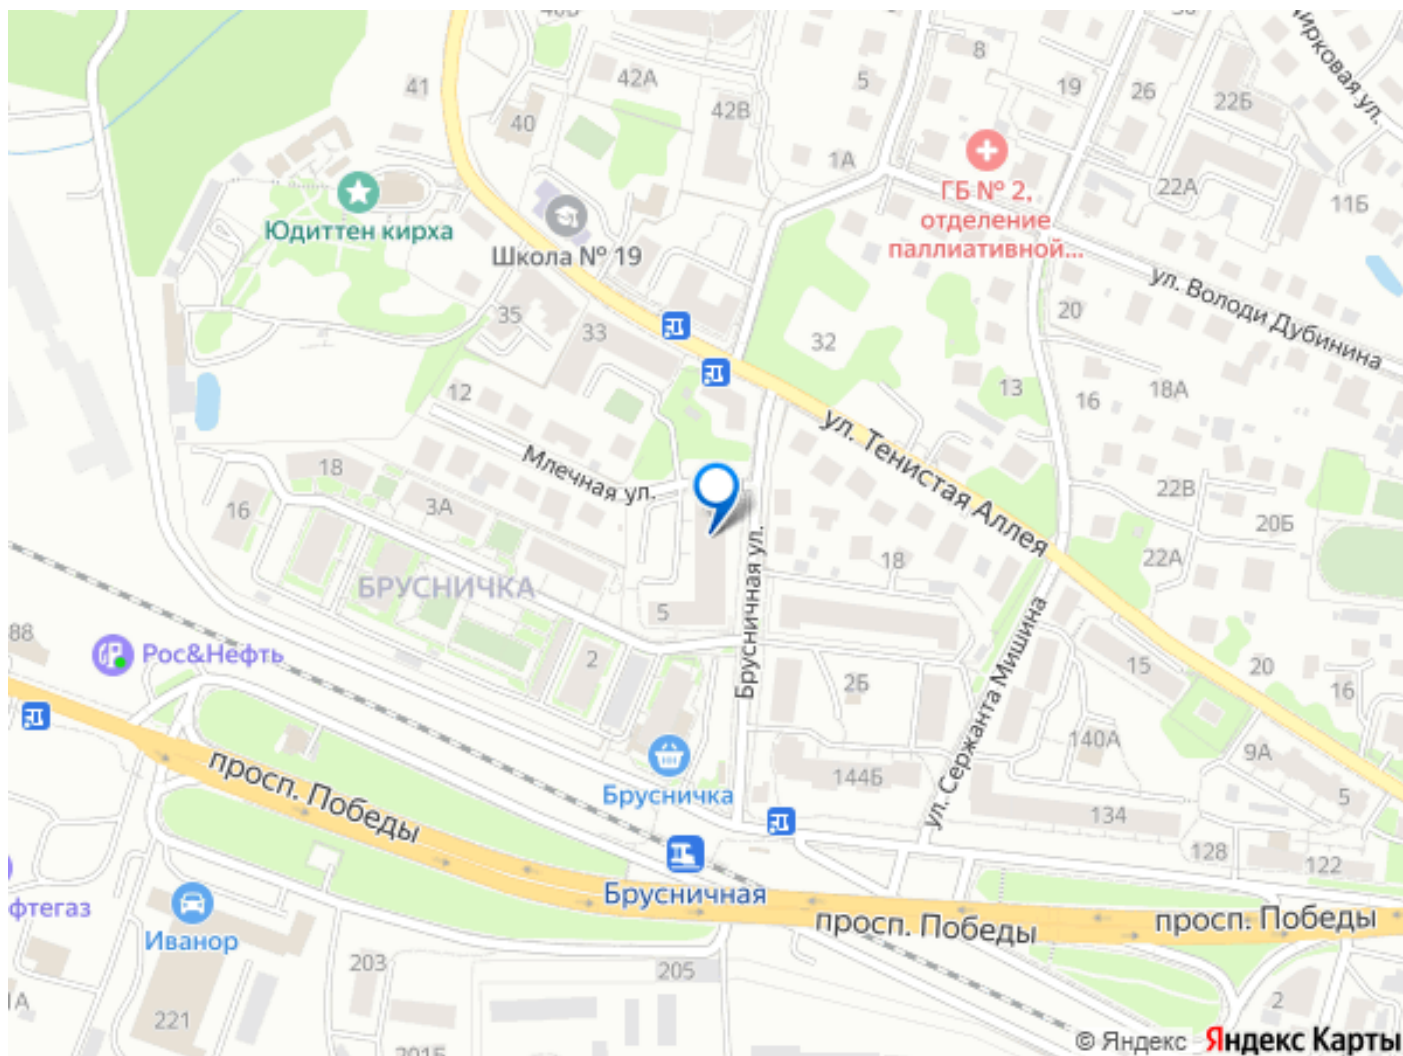 41
42А
40
42В
5
8
19
26
22Б
Цирковая ул.
1А
ГБ № 2,
отделение
паллиативной...
22А
11Б
Юдиттен кирха
Школа № 19
ул. Володи Дубинина
35
33
32
20
13
16
18А
12
Млечная ул.
ул. Тенистая Аллея
18
3А
16
22В
20Б
22А
18
БРУСНИЧКА
5
Брусничная ул.
ул. Сержанта Мишина
88
Рос&Нефть
2
2Б
15
20
16
140А
9А
144Б
5
134
Брусничка
128
122
просп. Победы
Брусничная
просп. Победы
просп. Победы
фтегаз
Иванор
203
205
1А
221
201Б
2
© Яндекс
Яндекс Карты